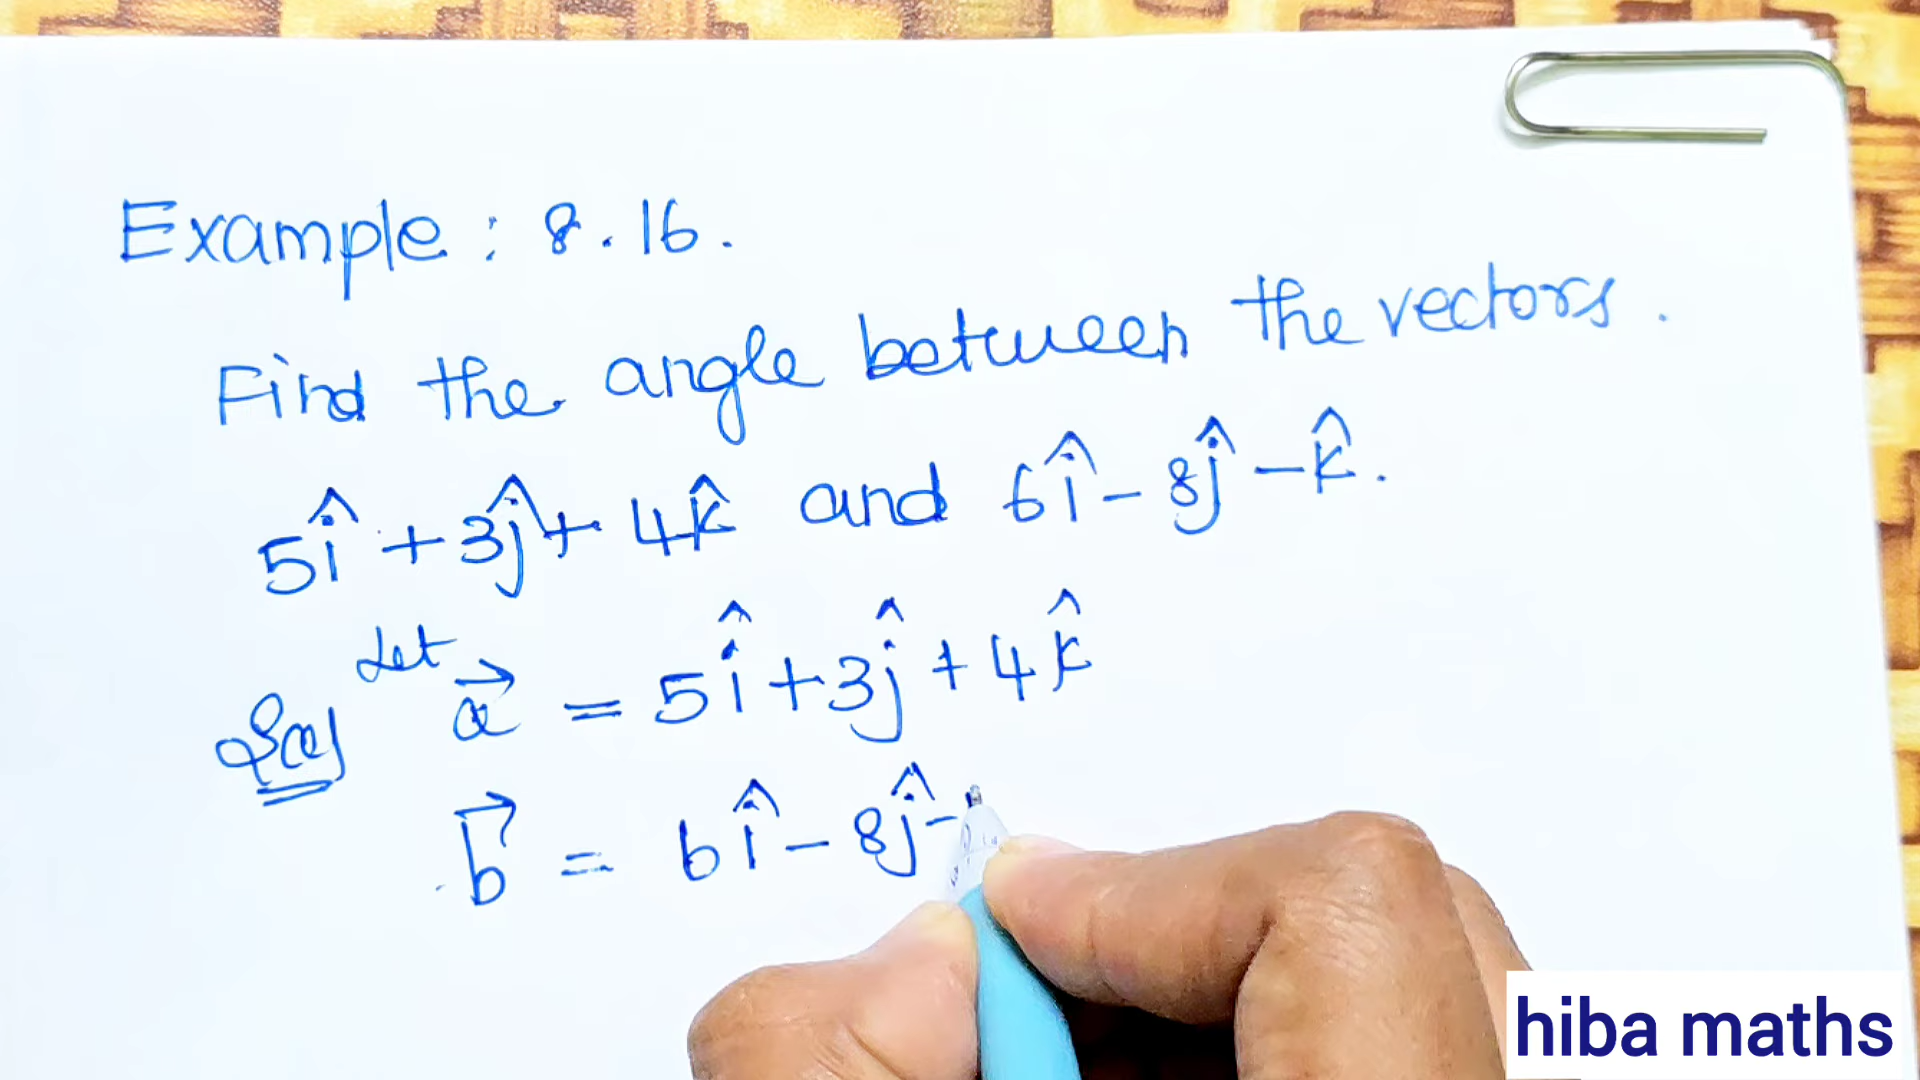 Example : 8.16.
Find the angle between the vectors.
5î + 3ĵ + 4k̂ and 6î - 8ĵ - k̂.
Let
Sol a⃗ = 5î + 3ĵ + 4k̂
b⃗ = 6î - 8ĵ -
hiba maths